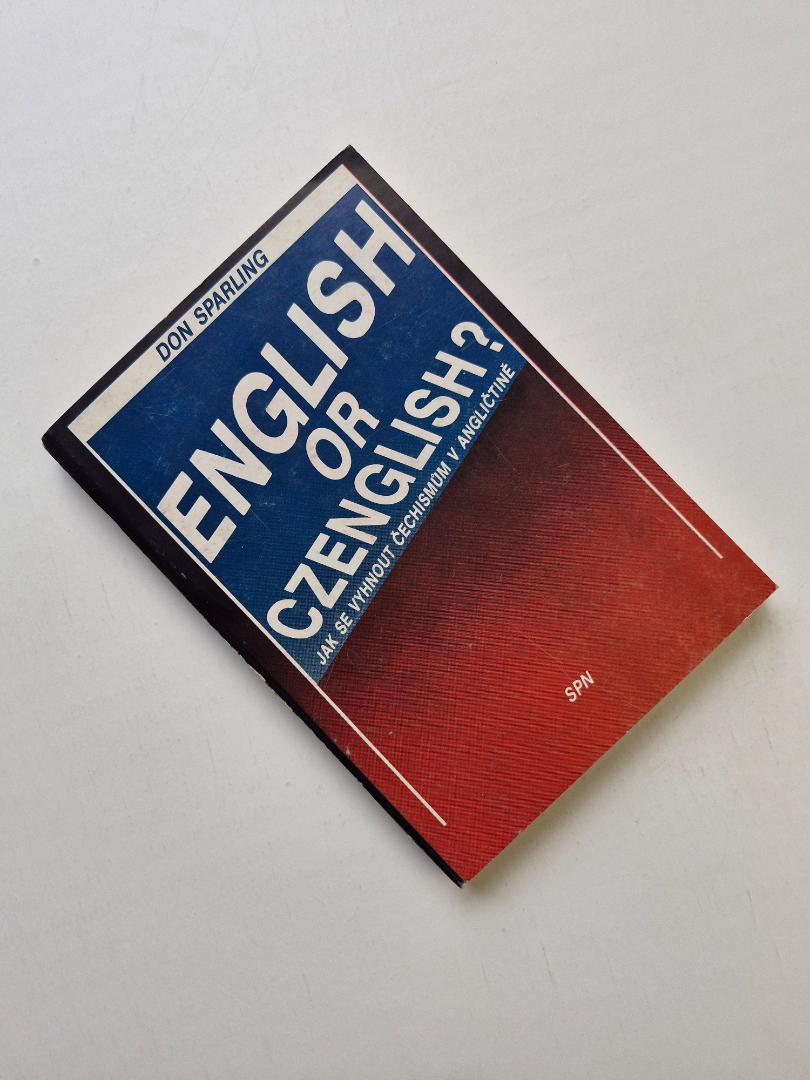 DON SPARLING
ENGLISH
OR
CZENGLISH?
JAK SE VYHNOUT ČECHISMŮM V ANGLIČTINĚ
SPN